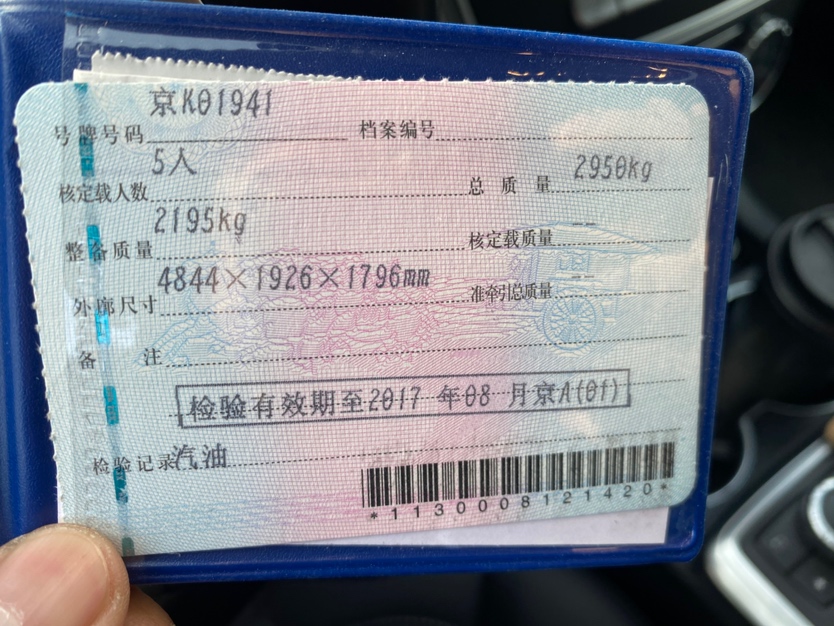 号牌号码 京K01941 档案编号
核定载人数 5人 总质量 2950kg
整备质量 2195kg 核定载质量 --
外廓尺寸 4844×1926×1796mm 准牵引总质量 --
备注
检验有效期至2017 年08 月京A(01)
检验记录 汽油
*1130008121420*